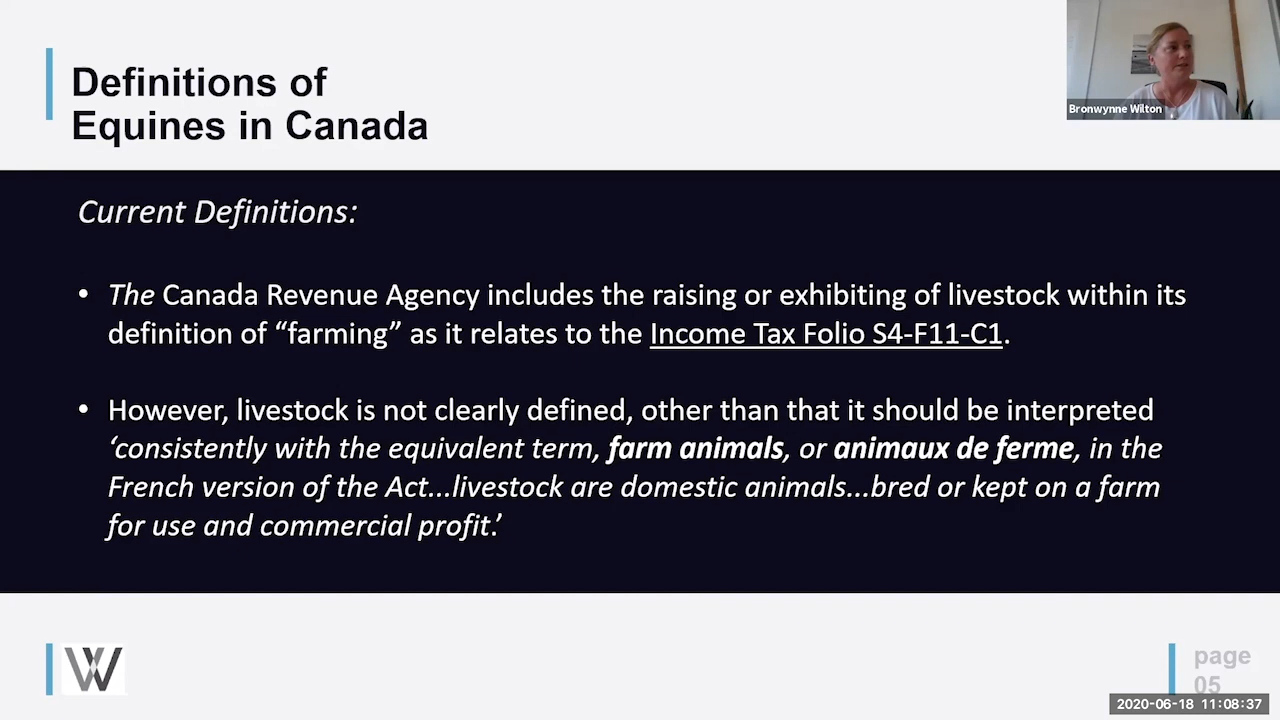 Definitions of
Equines in Canada
Bronwynne Wilton
Current Definitions:
• The Canada Revenue Agency includes the raising or exhibiting of livestock within its
definition of “farming” as it relates to the Income Tax Folio S4-F11-C1.
• However, livestock is not clearly defined, other than that it should be interpreted
‘consistently with the equivalent term, farm animals, or animaux de ferme, in the
French version of the Act...livestock are domestic animals...bred or kept on a farm
for use and commercial profit.’
W
page
05
2020-06-18 11:08:37